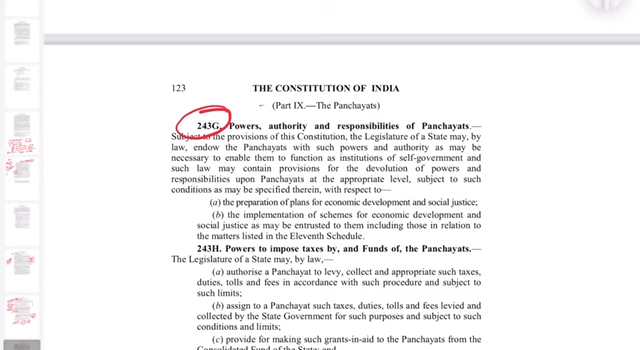 123 THE CONSTITUTION OF INDIA
(Part IX.—The Panchayats)
243G. Powers, authority and responsibilities of Panchayats.—
Subject to the provisions of this Constitution, the Legislature of a State may, by
law, endow the Panchayats with such powers and authority as may be
necessary to enable them to function as institutions of self-government and
such law may contain provisions for the devolution of powers and
responsibilities upon Panchayats at the appropriate level, subject to such
conditions as may be specified therein, with respect to—
(a) the preparation of plans for economic development and social justice;
(b) the implementation of schemes for economic development and
social justice as may be entrusted to them including those in relation to
the matters listed in the Eleventh Schedule.
243H. Powers to impose taxes by, and Funds of, the Panchayats.—
The Legislature of a State may, by law,—
(a) authorise a Panchayat to levy, collect and appropriate such taxes,
duties, tolls and fees in accordance with such procedure and subject to
such limits;
(b) assign to a Panchayat such taxes, duties, tolls and fees levied and
collected by the State Government for such purposes and subject to such
conditions and limits;
(c) provide for making such grants-in-aid to the Panchayats from the
Consolidated Fund of the State; and